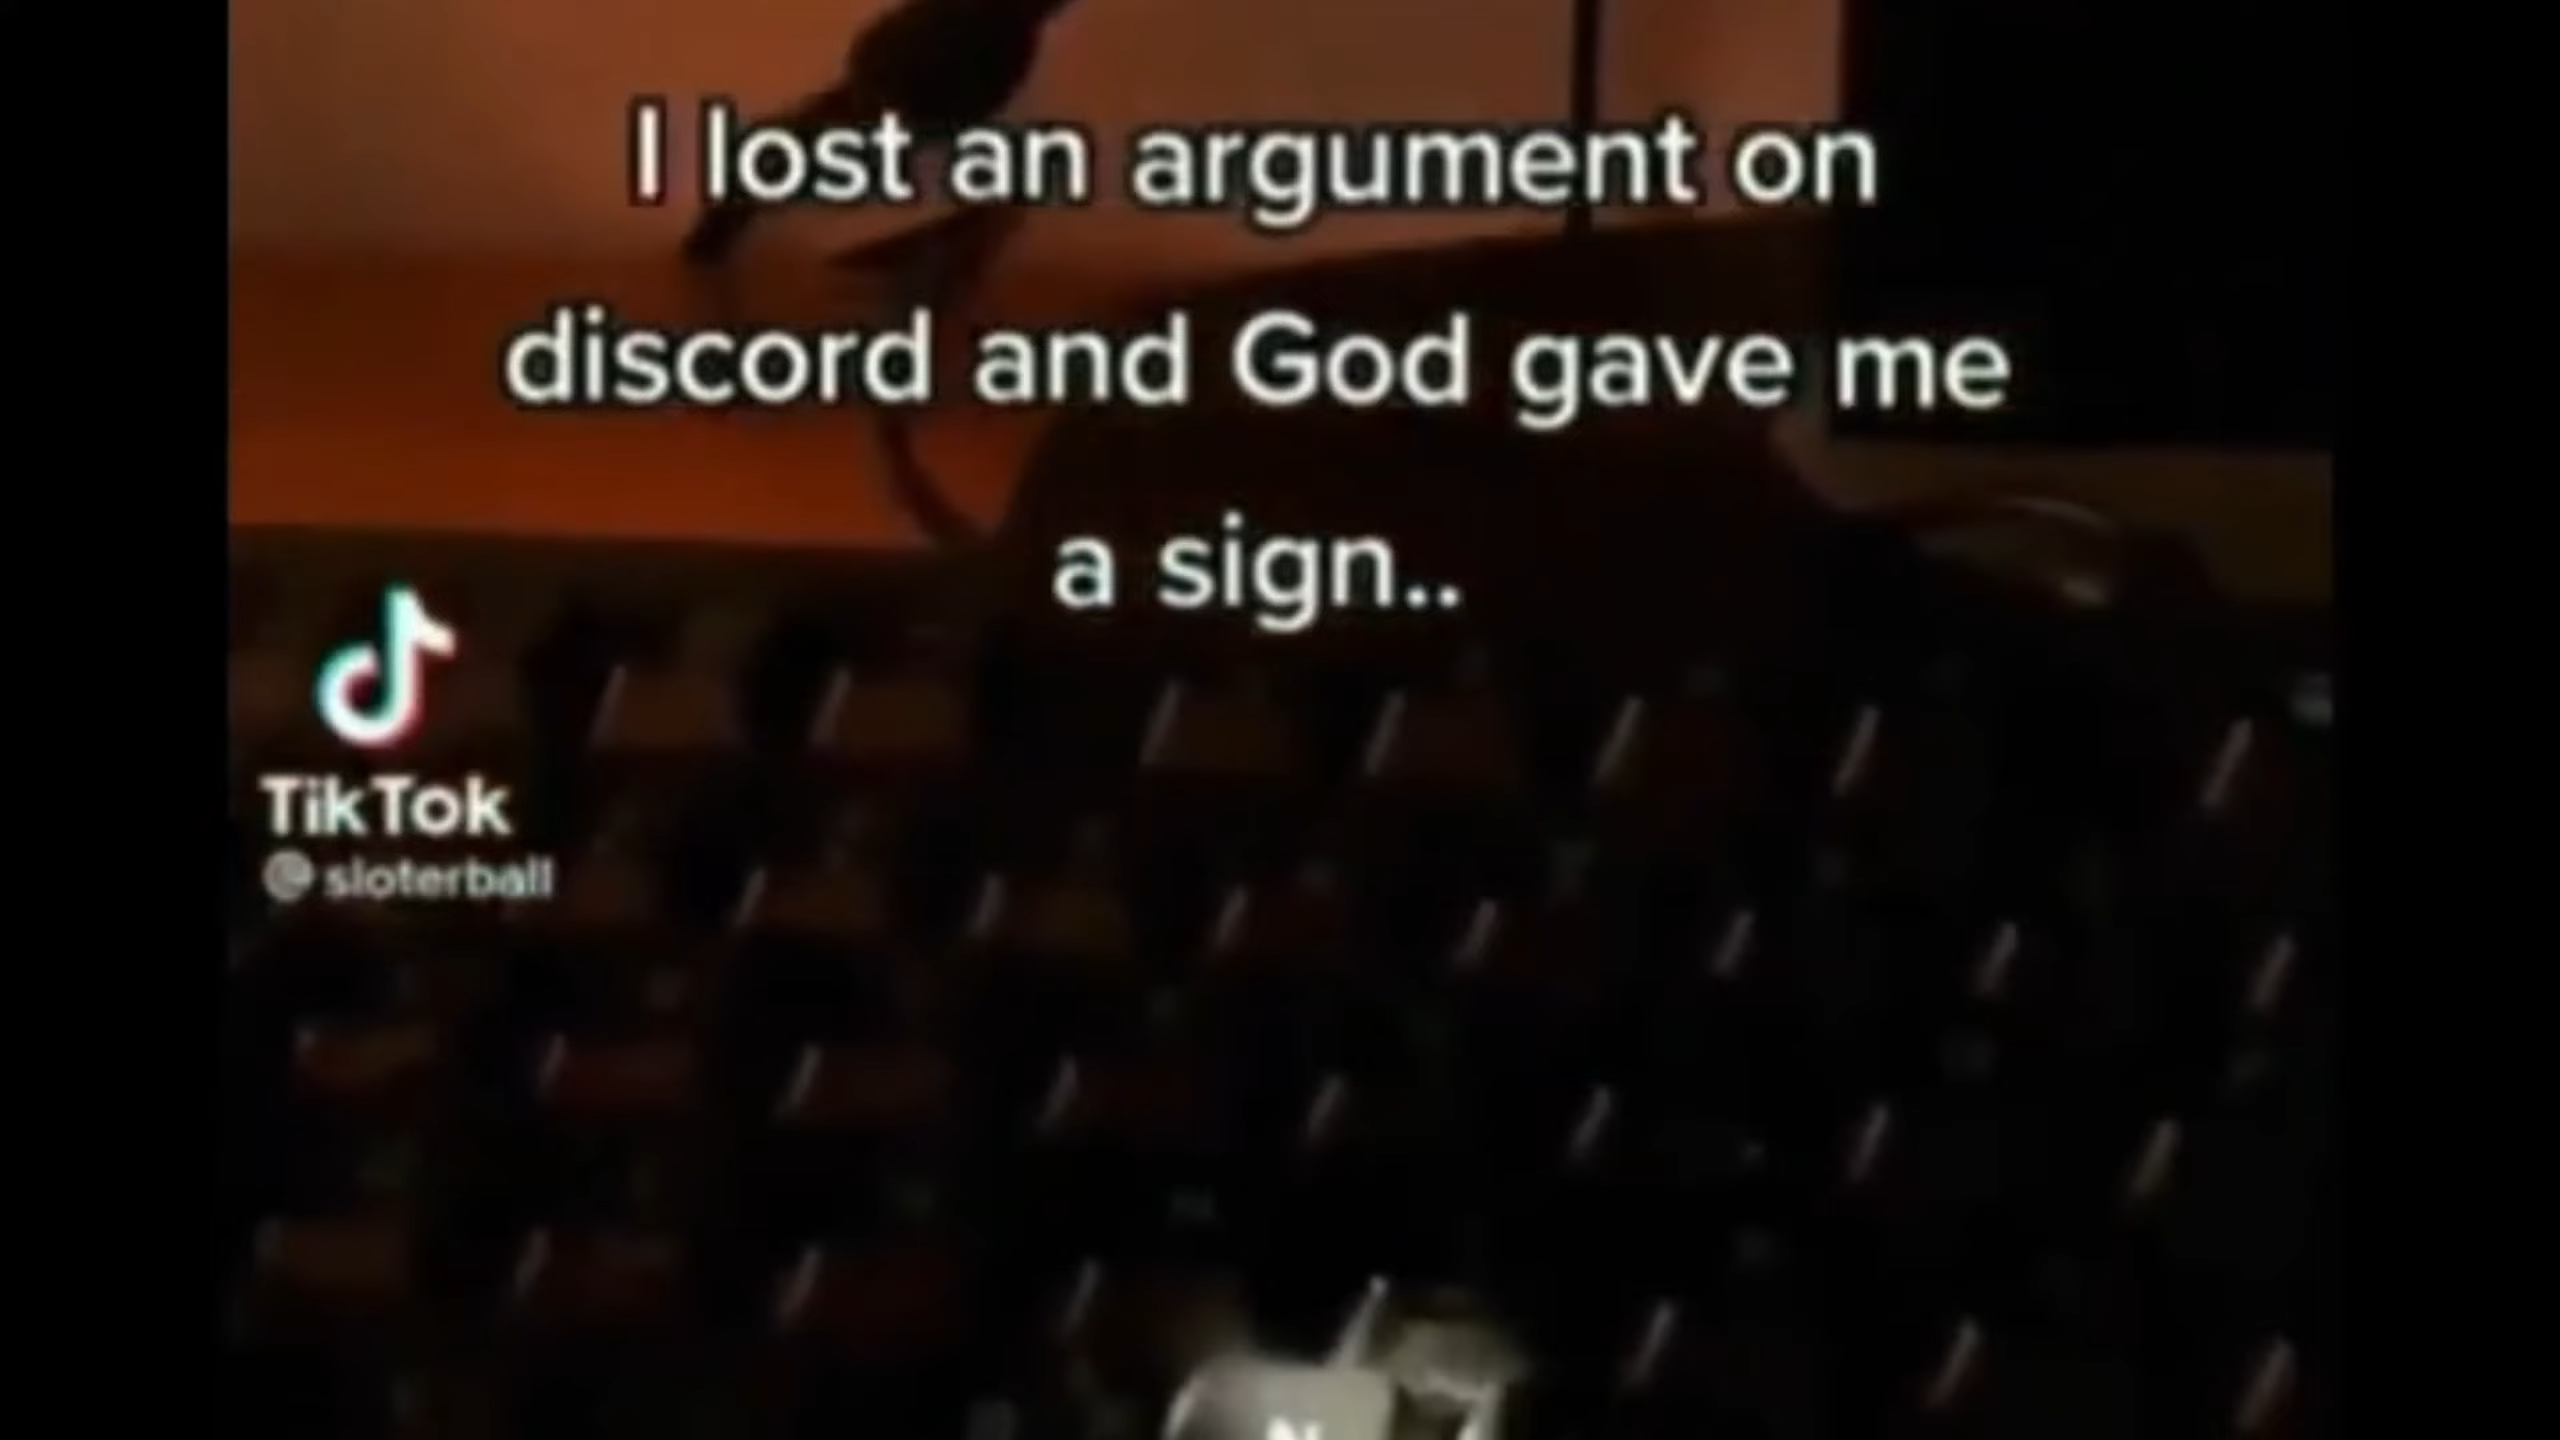 I lost an argument on
discord and God gave me
a sign..
TikTok
@sloterball
N